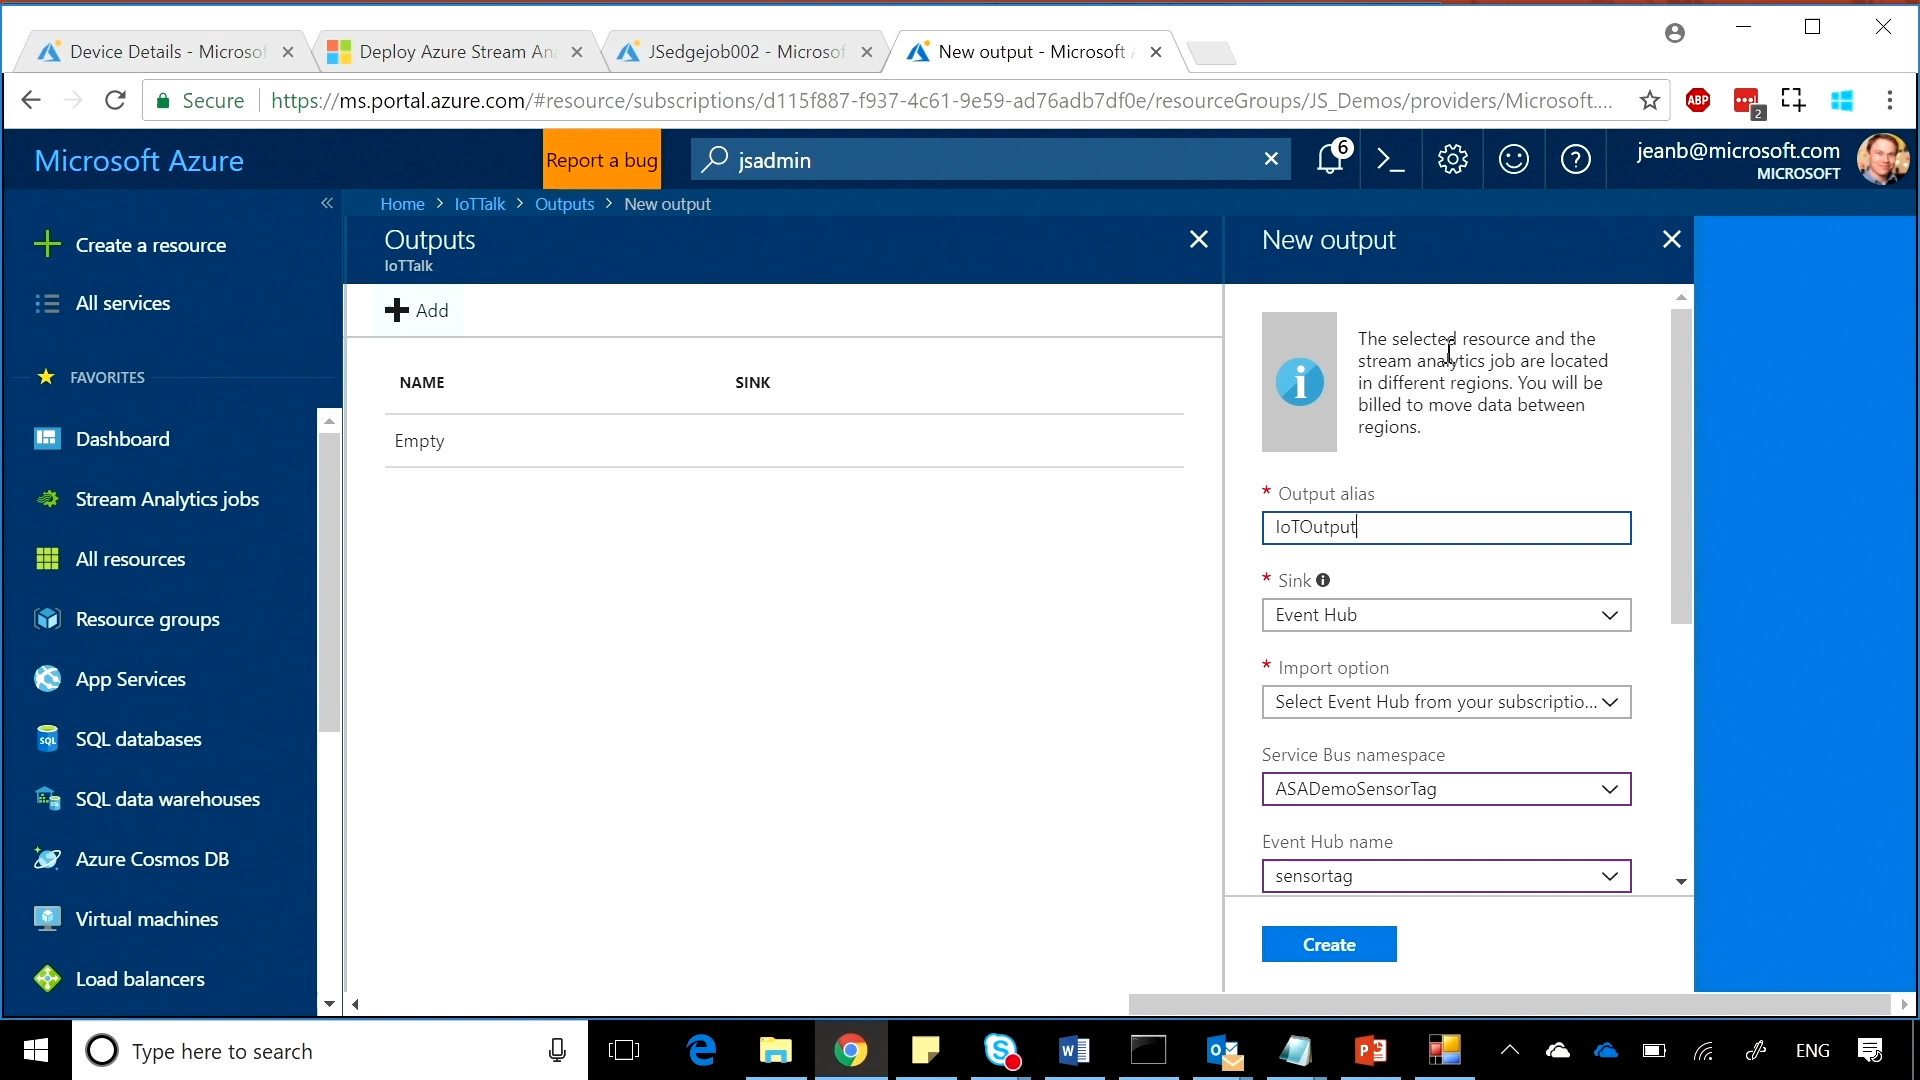 Device Details - Microsof
Deploy Azure Stream An
JSedgejob002 - Microsof
New output - Microsoft
Secure
https://ms.portal.azure.com/#resource/subscriptions/d115f887-f937-4c61-9e59-ad76adb7df0e/resourceGroups/JS_Demos/providers/Microsoft....
ABP
2
Microsoft Azure
Report a bug
jsadmin
6
jeanb@microsoft.com
MICROSOFT
Home > IoTTalk > Outputs > New output
Create a resource
All services
FAVORITES
Dashboard
Stream Analytics jobs
All resources
Resource groups
App Services
SQL
SQL databases
SQL data warehouses
Azure Cosmos DB
Virtual machines
Load balancers
Outputs
IoTTalk
Add
NAME SINK
Empty
New output
The selected resource and the
stream analytics job are located
in different regions. You will be
billed to move data between
regions.
* Output alias
IoTOutput
* Sink
Event Hub
* Import option
Select Event Hub from your subscriptio...
Service Bus namespace
ASADemoSensorTag
Event Hub name
sensortag
Create
Type here to search
ENG